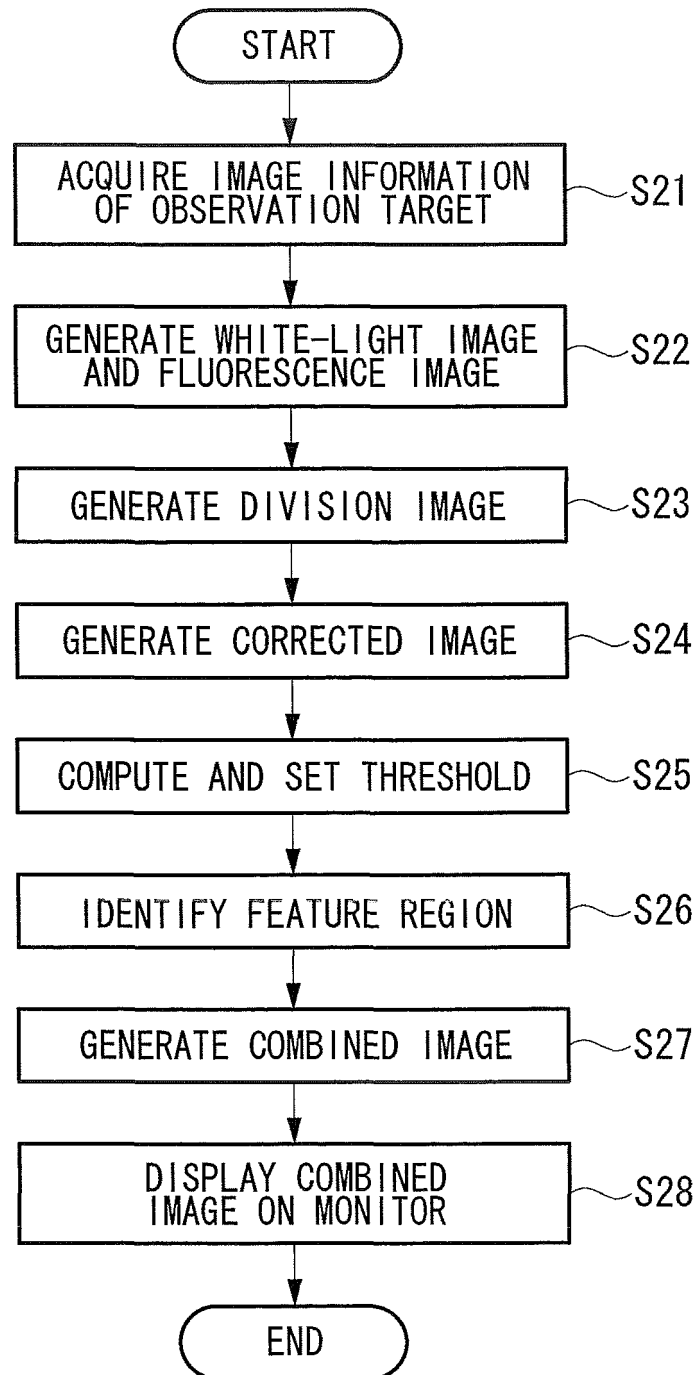 START
ACQUIRE IMAGE INFORMATION
OF OBSERVATION TARGET
S21
GENERATE WHITE-LIGHT IMAGE
AND FLUORESCENCE IMAGE
S22
GENERATE DIVISION IMAGE
S23
GENERATE CORRECTED IMAGE
S24
COMPUTE AND SET THRESHOLD
S25
IDENTIFY FEATURE REGION
S26
GENERATE COMBINED IMAGE
S27
DISPLAY COMBINED
IMAGE ON MONITOR
S28
END